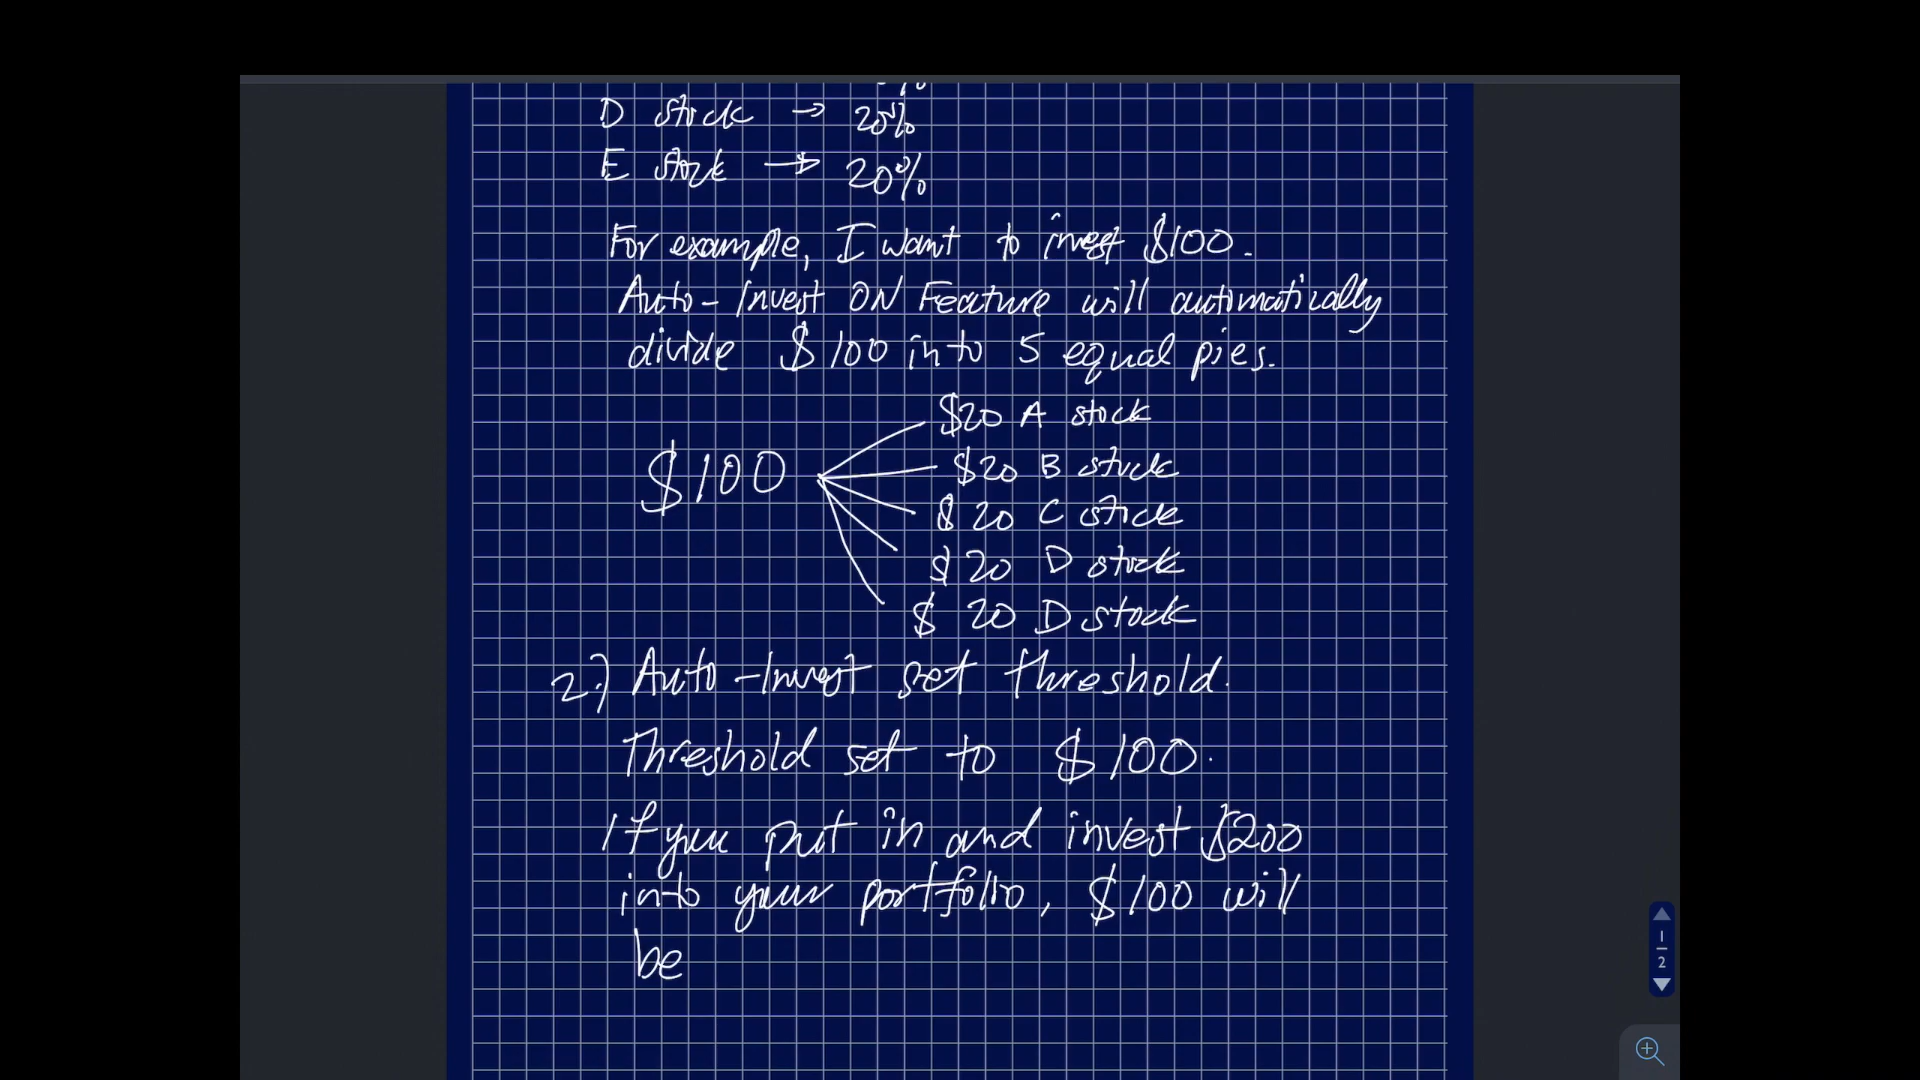 D stock → 20%
E stock → 20%
For example, I want to invest $100.
Auto-Invest ON Feature will automatically
divide $100 into 5 equal pies.
$100
$20 A stock
$20 B stock
$20 C stock
$20 D stock
$20 D stock
2.) Auto-Invest set threshold.
Threshold set to $100.
If you put in and invest $200
into your portfolio, $100 will
be
1
2